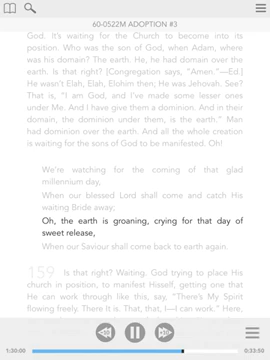 60-0522M ADOPTION #3
God. It's waiting for the Church to become into its
position. Who was the son of God, when Adam, where
was his domain? The earth. He, he had domain over the
earth. Is that right? [Congregation says, "Amen."—Ed.]
He wasn't Elah, Elah, Elohim then; He was Jehovah. See?
That is, "I am God, and I've made some lesser ones
under Me. And I have give them a dominion. And in their
domain, the dominion under them, is the earth." Man
had dominion over the earth. And all the whole creation
is waiting for the sons of God to be manifested. Oh!
We're watching for the coming of that glad
millennium day,
When our blessed Lord shall come and catch His
waiting Bride away;
Oh, the earth is groaning, crying for that day of
sweet release,
When our Saviour shall come back to earth again.
159 Is that right? Waiting. God trying to place His
church in position, to manifest Hisself, getting one that
He can work through like this, say, "There's My Spirit
flowing freely. There It is. That, that, I—I can work." Here,
1:30:00
0:33:50